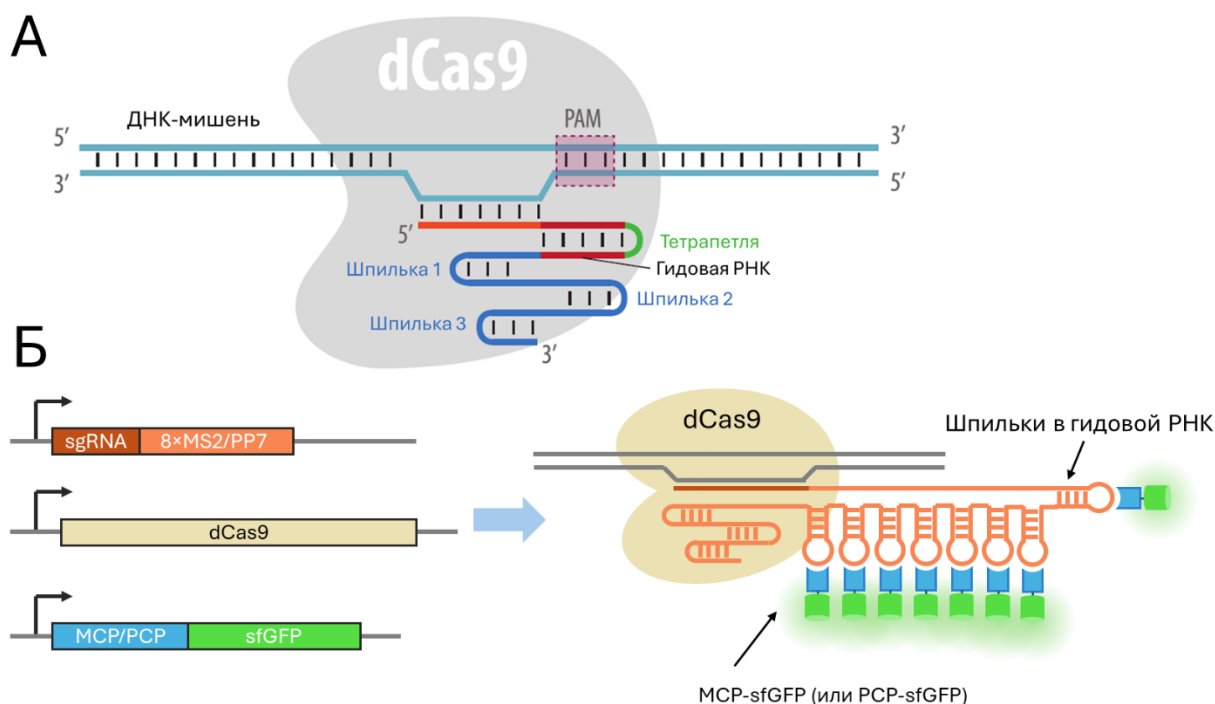 А
dCas9
ДНК-мишень
PAM
5′
3′
3′
5′
5′
Тетрапетля
Гидовая РНК
Шпилька 1
Шпилька 2
Шпилька 3
3′
Б
sgRNA 8×MS2/PP7
dCas9
MCP/PCP sfGFP
dCas9
Шпильки в гидовой РНК
MCP-sfGFP (или PCP-sfGFP)